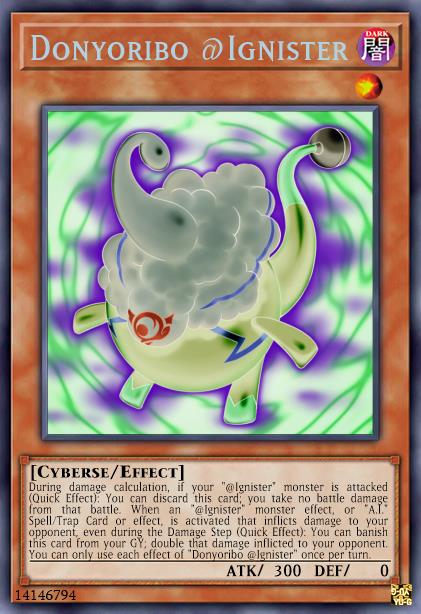 Donyoribo @Ignister
DARK
闇
[Cyberse/Effect]
During damage calculation, if your "@Ignister" monster is attacked
(Quick Effect): You can discard this card; you take no battle damage
from that battle. When an "@Ignister" monster effect, or "A.I."
Spell/Trap Card or effect, is activated that inflicts damage to your
opponent, even during the Damage Step (Quick Effect): You can banish
this card from your GY; double that damage inflicted to your opponent.
You can only use each effect of "Donyoribo @Ignister" once per turn.
ATK/ 300 DEF/ 0
14146794